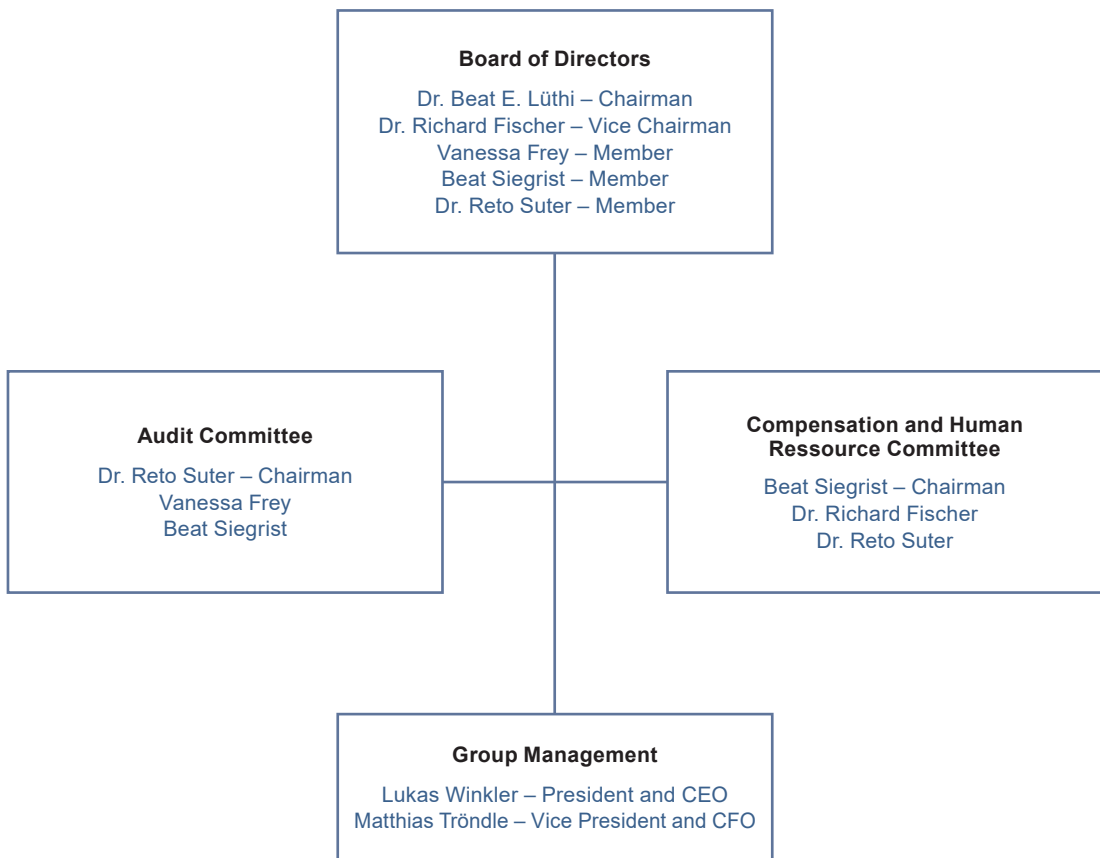 Board of Directors
Dr. Beat E. Lüthi – Chairman
Dr. Richard Fischer – Vice Chairman
Vanessa Frey – Member
Beat Siegrist – Member
Dr. Reto Suter – Member
Audit Committee
Dr. Reto Suter – Chairman
Vanessa Frey
Beat Siegrist
Compensation and Human
Ressource Committee
Beat Siegrist – Chairman
Dr. Richard Fischer
Dr. Reto Suter
Group Management
Lukas Winkler – President and CEO
Matthias Tröndle – Vice President and CFO